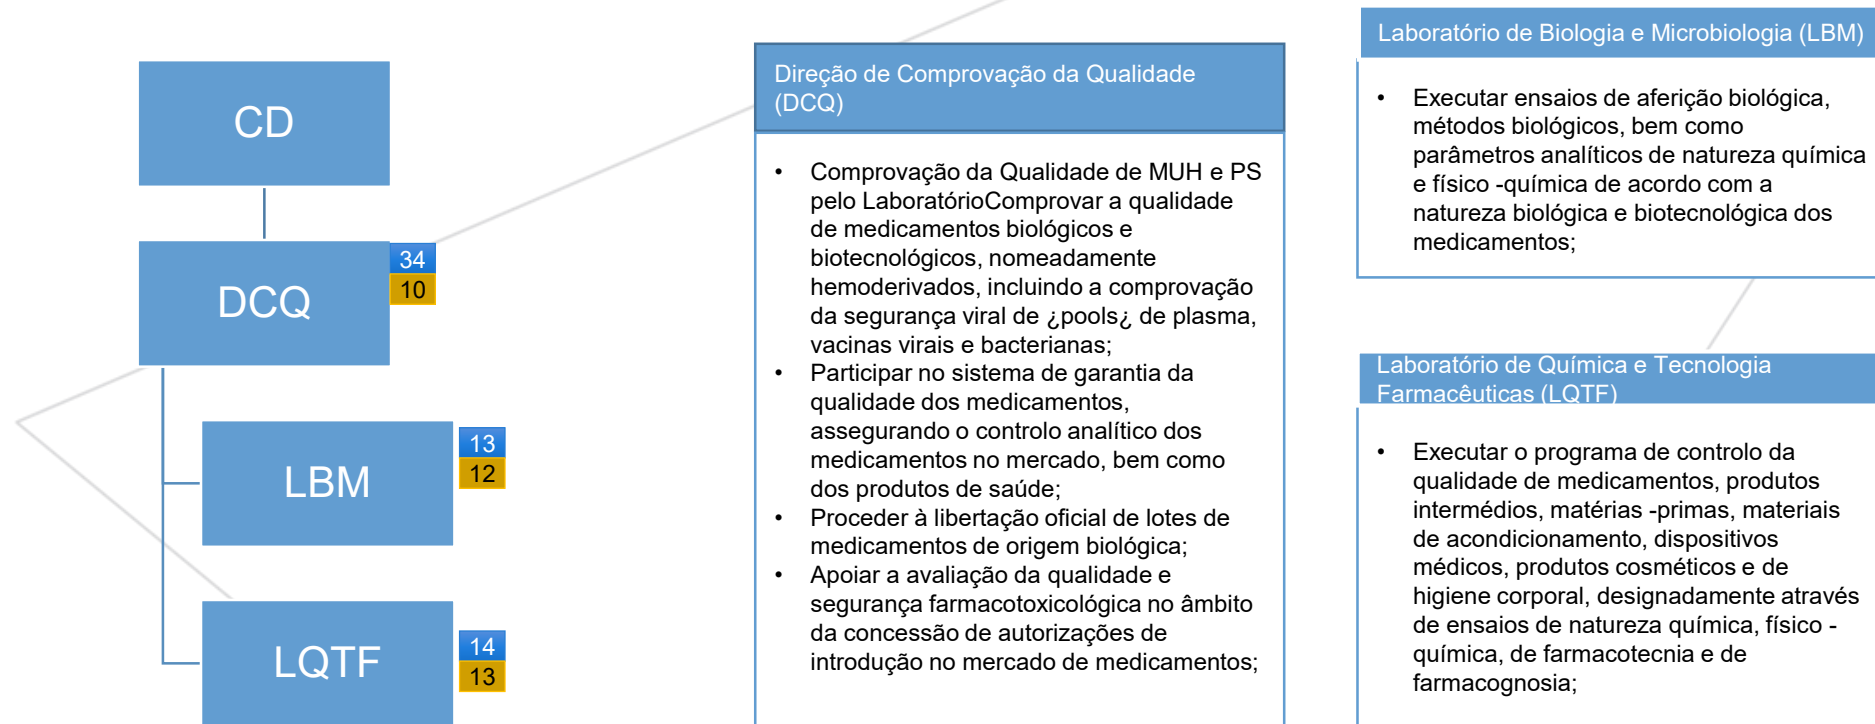 CD
DCQ
34
10
LBM
13
12
LQTF
14
13
Direção de Comprovação da Qualidade
(DCQ)
• Comprovação da Qualidade de MUH e PS
pelo LaboratórioComprovar a qualidade
de medicamentos biológicos e
biotecnológicos, nomeadamente
hemoderivados, incluindo a comprovação
da segurança viral de ¿pools¿ de plasma,
vacinas virais e bacterianas;
• Participar no sistema de garantia da
qualidade dos medicamentos,
assegurando o controlo analítico dos
medicamentos no mercado, bem como
dos produtos de saúde;
• Proceder à libertação oficial de lotes de
medicamentos de origem biológica;
• Apoiar a avaliação da qualidade e
segurança farmacotoxicológica no âmbito
da concessão de autorizações de
introdução no mercado de medicamentos;
Laboratório de Biologia e Microbiologia (LBM)
• Executar ensaios de aferição biológica,
métodos biológicos, bem como
parâmetros analíticos de natureza química
e físico -química de acordo com a
natureza biológica e biotecnológica dos
medicamentos;
Laboratório de Química e Tecnologia
Farmacêuticas (LQTF)
• Executar o programa de controlo da
qualidade de medicamentos, produtos
intermédios, matérias -primas, materiais
de acondicionamento, dispositivos
médicos, produtos cosméticos e de
higiene corporal, designadamente através
de ensaios de natureza química, físico -
química, de farmacotecnia e de
farmacognosia;